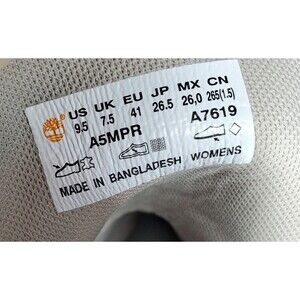 US UK EU JP MX CN
9.5 7.5 41 26.5 26,0 265(1.5)
A5MPR A7619
MADE IN BANGLADESH WOMENS